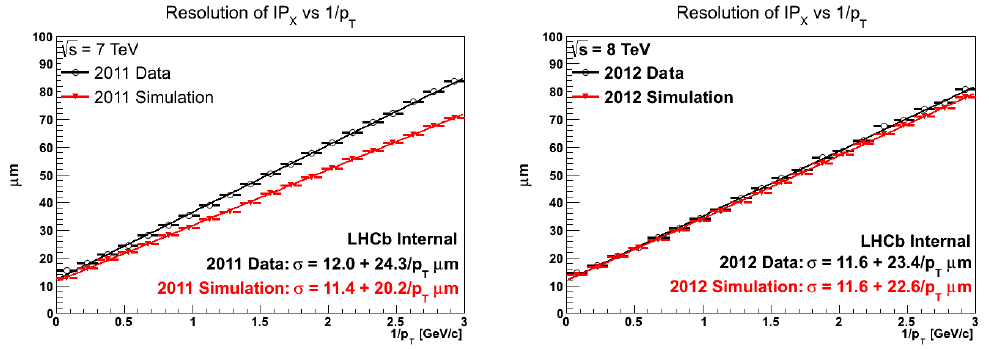 Resolution of IP_X vs 1/p_T
100
90
80
70
60
50
40
30
20
10
0
μm
√s = 7 TeV
2011 Data
2011 Simulation
LHCb Internal
2011 Data: σ = 12.0 + 24.3/p_T μm
2011 Simulation: σ = 11.4 + 20.2/p_T μm
0 0.5 1 1.5 2 2.5 3
1/p_T [GeV/c]
Resolution of IP_X vs 1/p_T
100
90
80
70
60
50
40
30
20
10
0
μm
√s = 8 TeV
2012 Data
2012 Simulation
LHCb Internal
2012 Data: σ = 11.6 + 23.4/p_T μm
2012 Simulation: σ = 11.6 + 22.6/p_T μm
0 0.5 1 1.5 2 2.5 3
1/p_T [GeV/c]